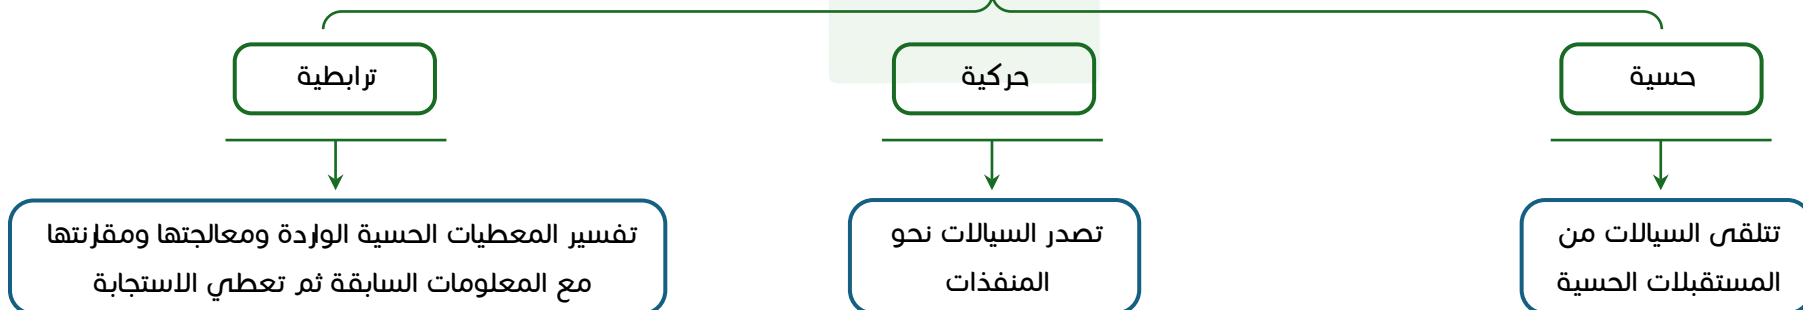 حسية
حركية
ترابطية
تتلقى السيالات من
المستقبلات الحسية
تصدر السيالات نحو
المنفذات
تفسير المعطيات الحسية الواردة ومعالجتها ومقارنتها
مع المعلومات السابقة ثم تعطي الاستجابة